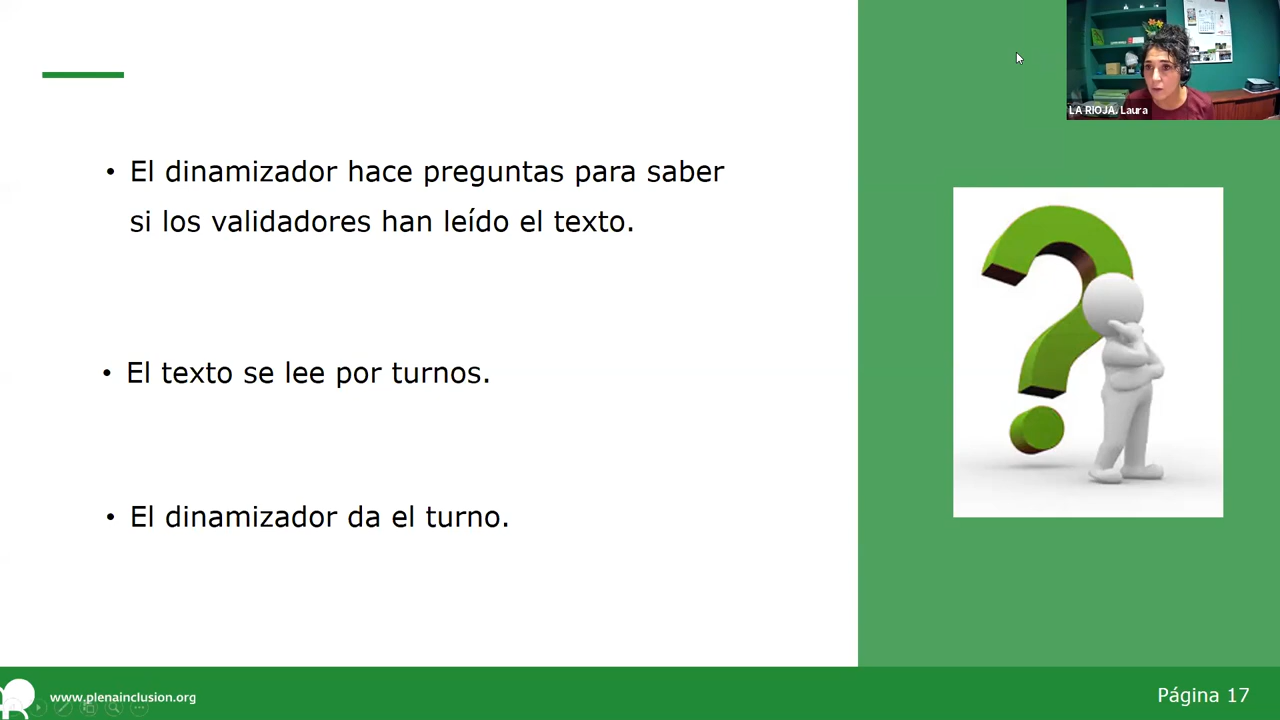 LA RIOJA, Laura
• El dinamizador hace preguntas para saber
si los validadores han leído el texto.
• El texto se lee por turnos.
• El dinamizador da el turno.
www.plenainclusion.org
Página 17